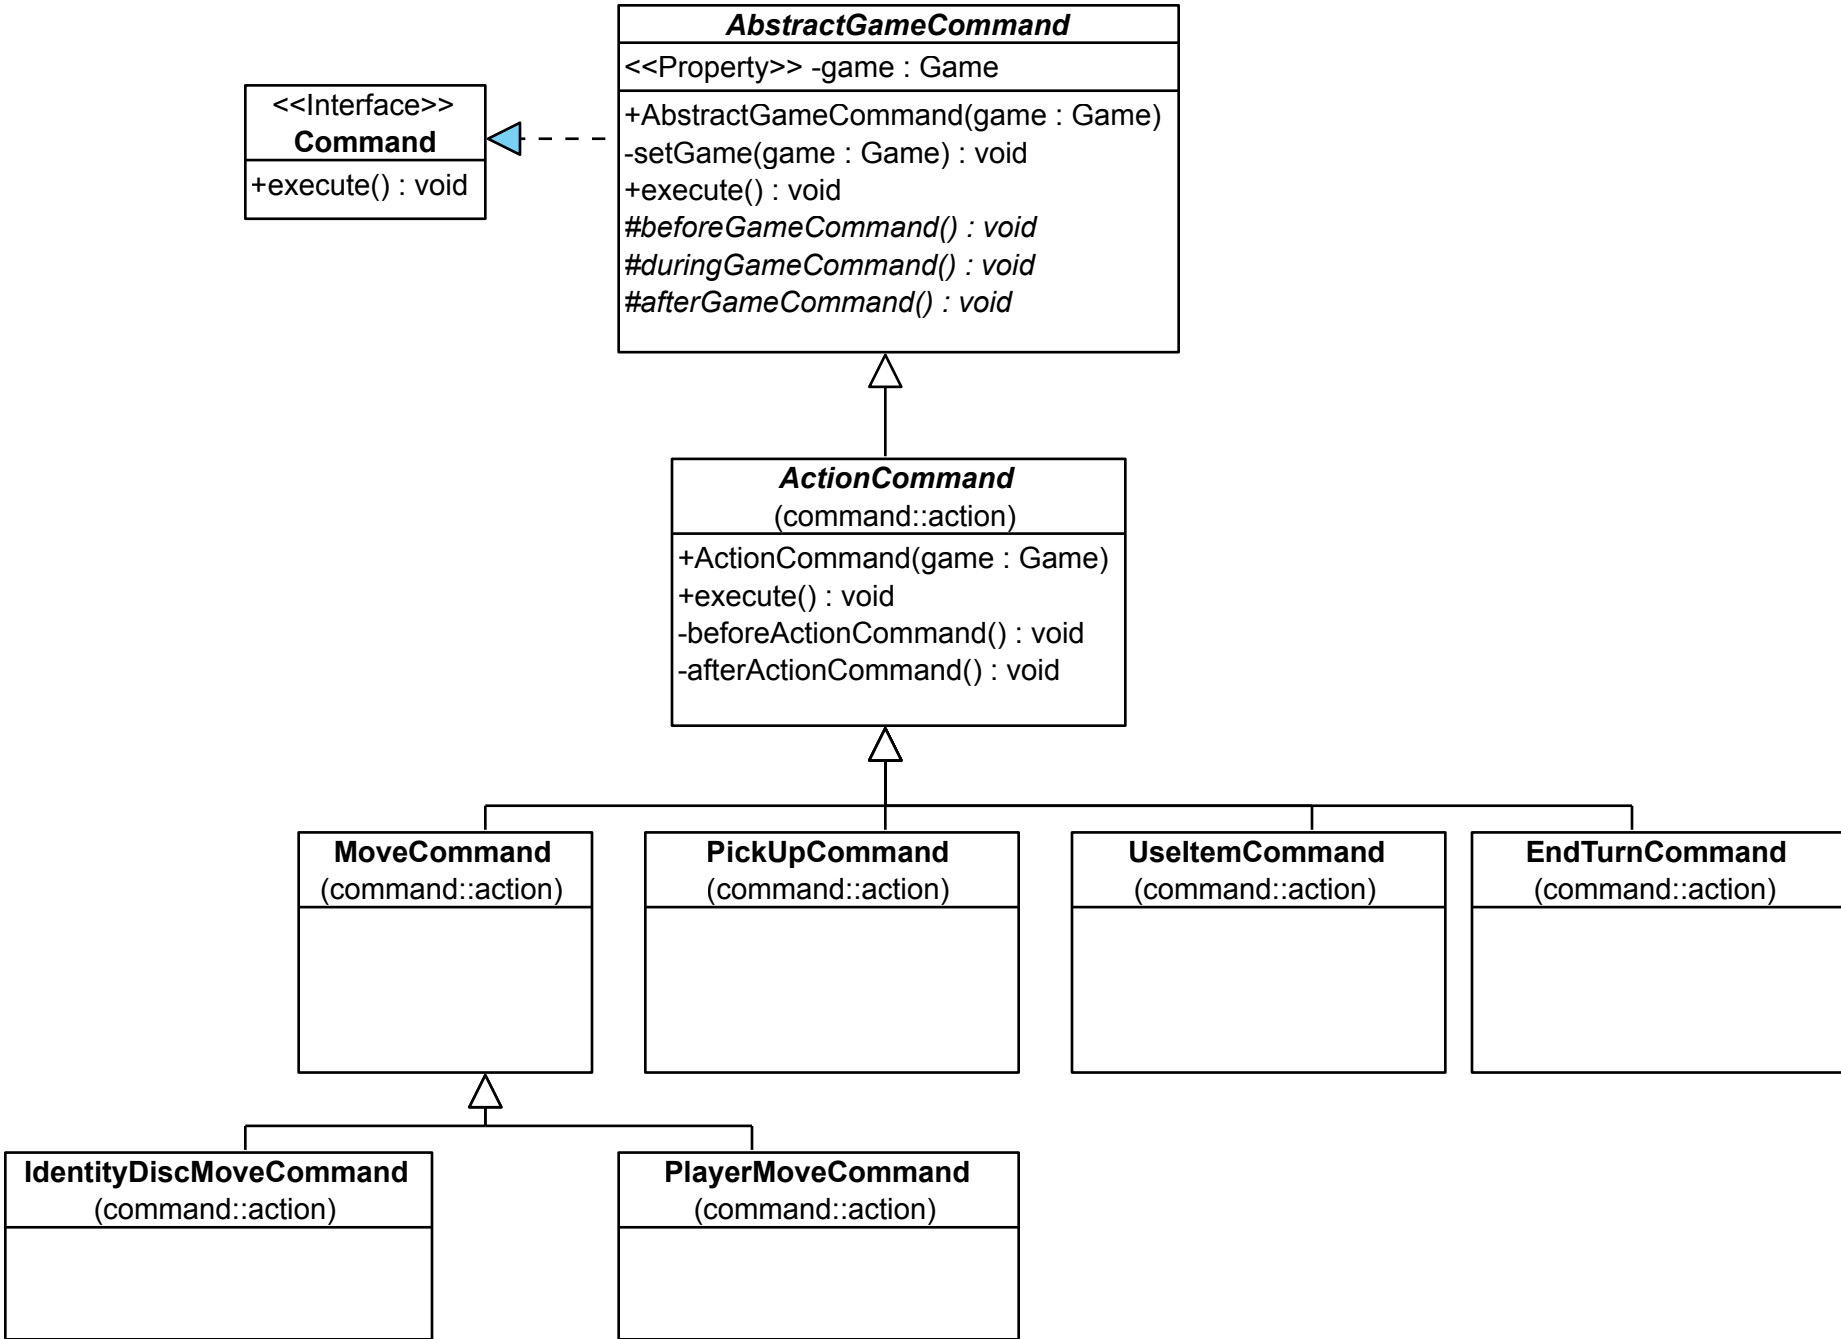 AbstractGameCommand
<<Property>> -game : Game
+AbstractGameCommand(game : Game)
-setGame(game : Game) : void
+execute() : void
#beforeGameCommand() : void
#duringGameCommand() : void
#afterGameCommand() : void
<<Interface>>
Command
+execute() : void
ActionCommand
(command::action)
+ActionCommand(game : Game)
+execute() : void
-beforeActionCommand() : void
-afterActionCommand() : void
MoveCommand
(command::action)
PickUpCommand
(command::action)
UseItemCommand
(command::action)
EndTurnCommand
(command::action)
IdentityDiscMoveCommand
(command::action)
PlayerMoveCommand
(command::action)